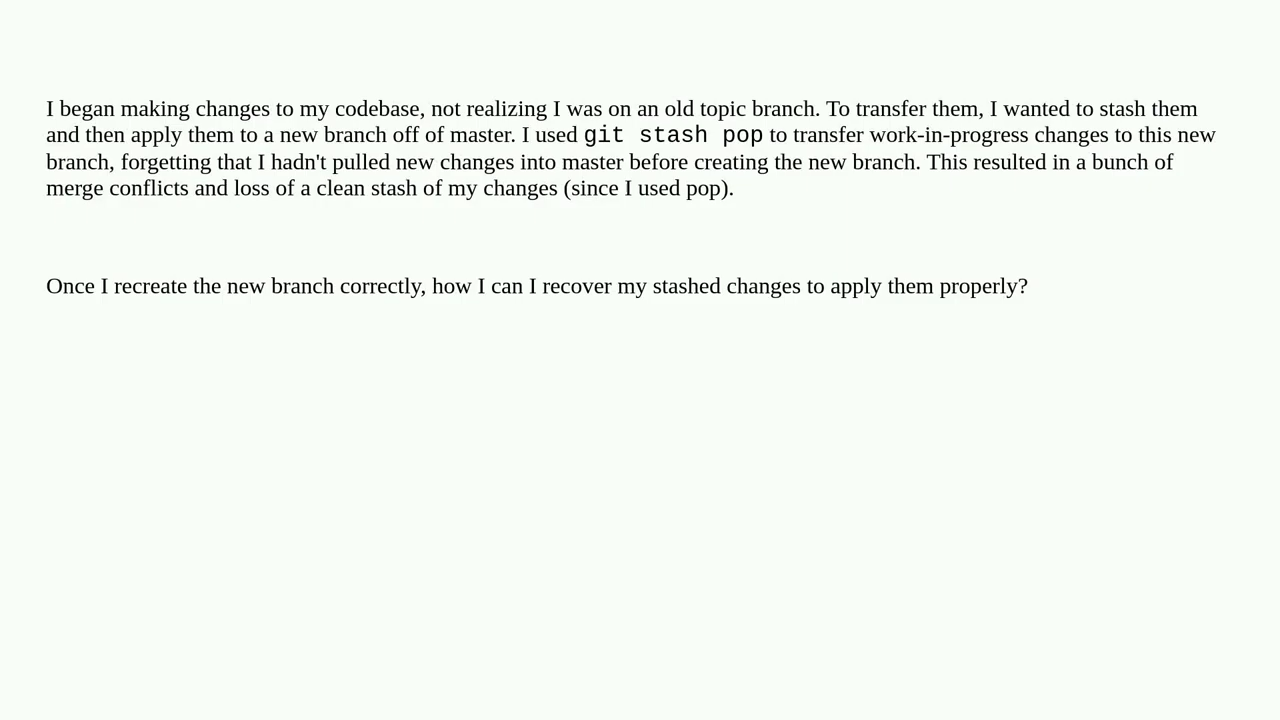 I began making changes to my codebase, not realizing I was on an old topic branch. To transfer them, I wanted to stash them
and then apply them to a new branch off of master. I used git stash pop to transfer work-in-progress changes to this new
branch, forgetting that I hadn't pulled new changes into master before creating the new branch. This resulted in a bunch of
merge conflicts and loss of a clean stash of my changes (since I used pop).
Once I recreate the new branch correctly, how I can I recover my stashed changes to apply them properly?